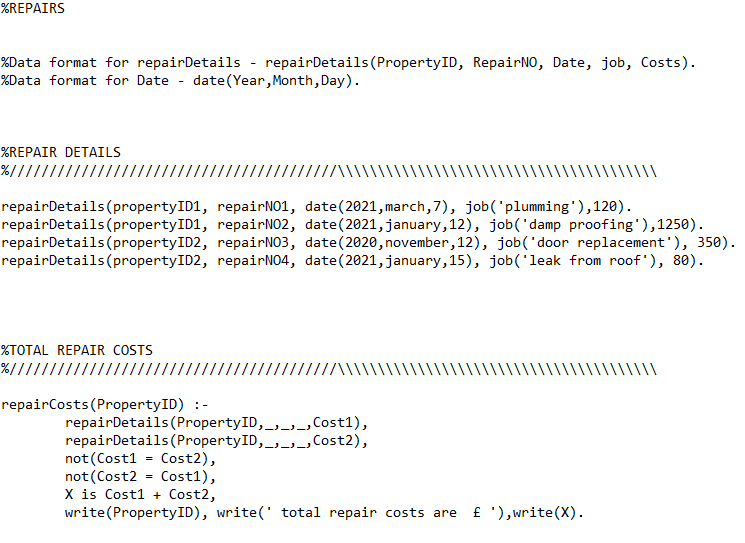 %REPAIRS
%Data format for repairDetails - repairDetails(PropertyID, RepairNO, Date, job, Costs).
%Data format for Date - date(Year,Month,Day).
%REPAIR DETAILS
%/////////////////////////////////////////\\\\\\\\\\\\\\\\\\\\\\\\\\\\\\\\\\\\\\\\
repairDetails(propertyID1, repairNO1, date(2021,march,7), job('plumming'),120).
repairDetails(propertyID1, repairNO2, date(2021,january,12), job('damp proofing'),1250).
repairDetails(propertyID2, repairNO3, date(2020,november,12), job('door replacement'), 350).
repairDetails(propertyID2, repairNO4, date(2021,january,15), job('leak from roof'), 80).
%TOTAL REPAIR COSTS
%/////////////////////////////////////////\\\\\\\\\\\\\\\\\\\\\\\\\\\\\\\\\\\\\\\\
repairCosts(PropertyID) :-
repairDetails(PropertyID,_,_,_,Cost1),
repairDetails(PropertyID,_,_,_,Cost2),
not(Cost1 = Cost2),
not(Cost2 = Cost1),
X is Cost1 + Cost2,
write(PropertyID), write(' total repair costs are  £ '),write(X).